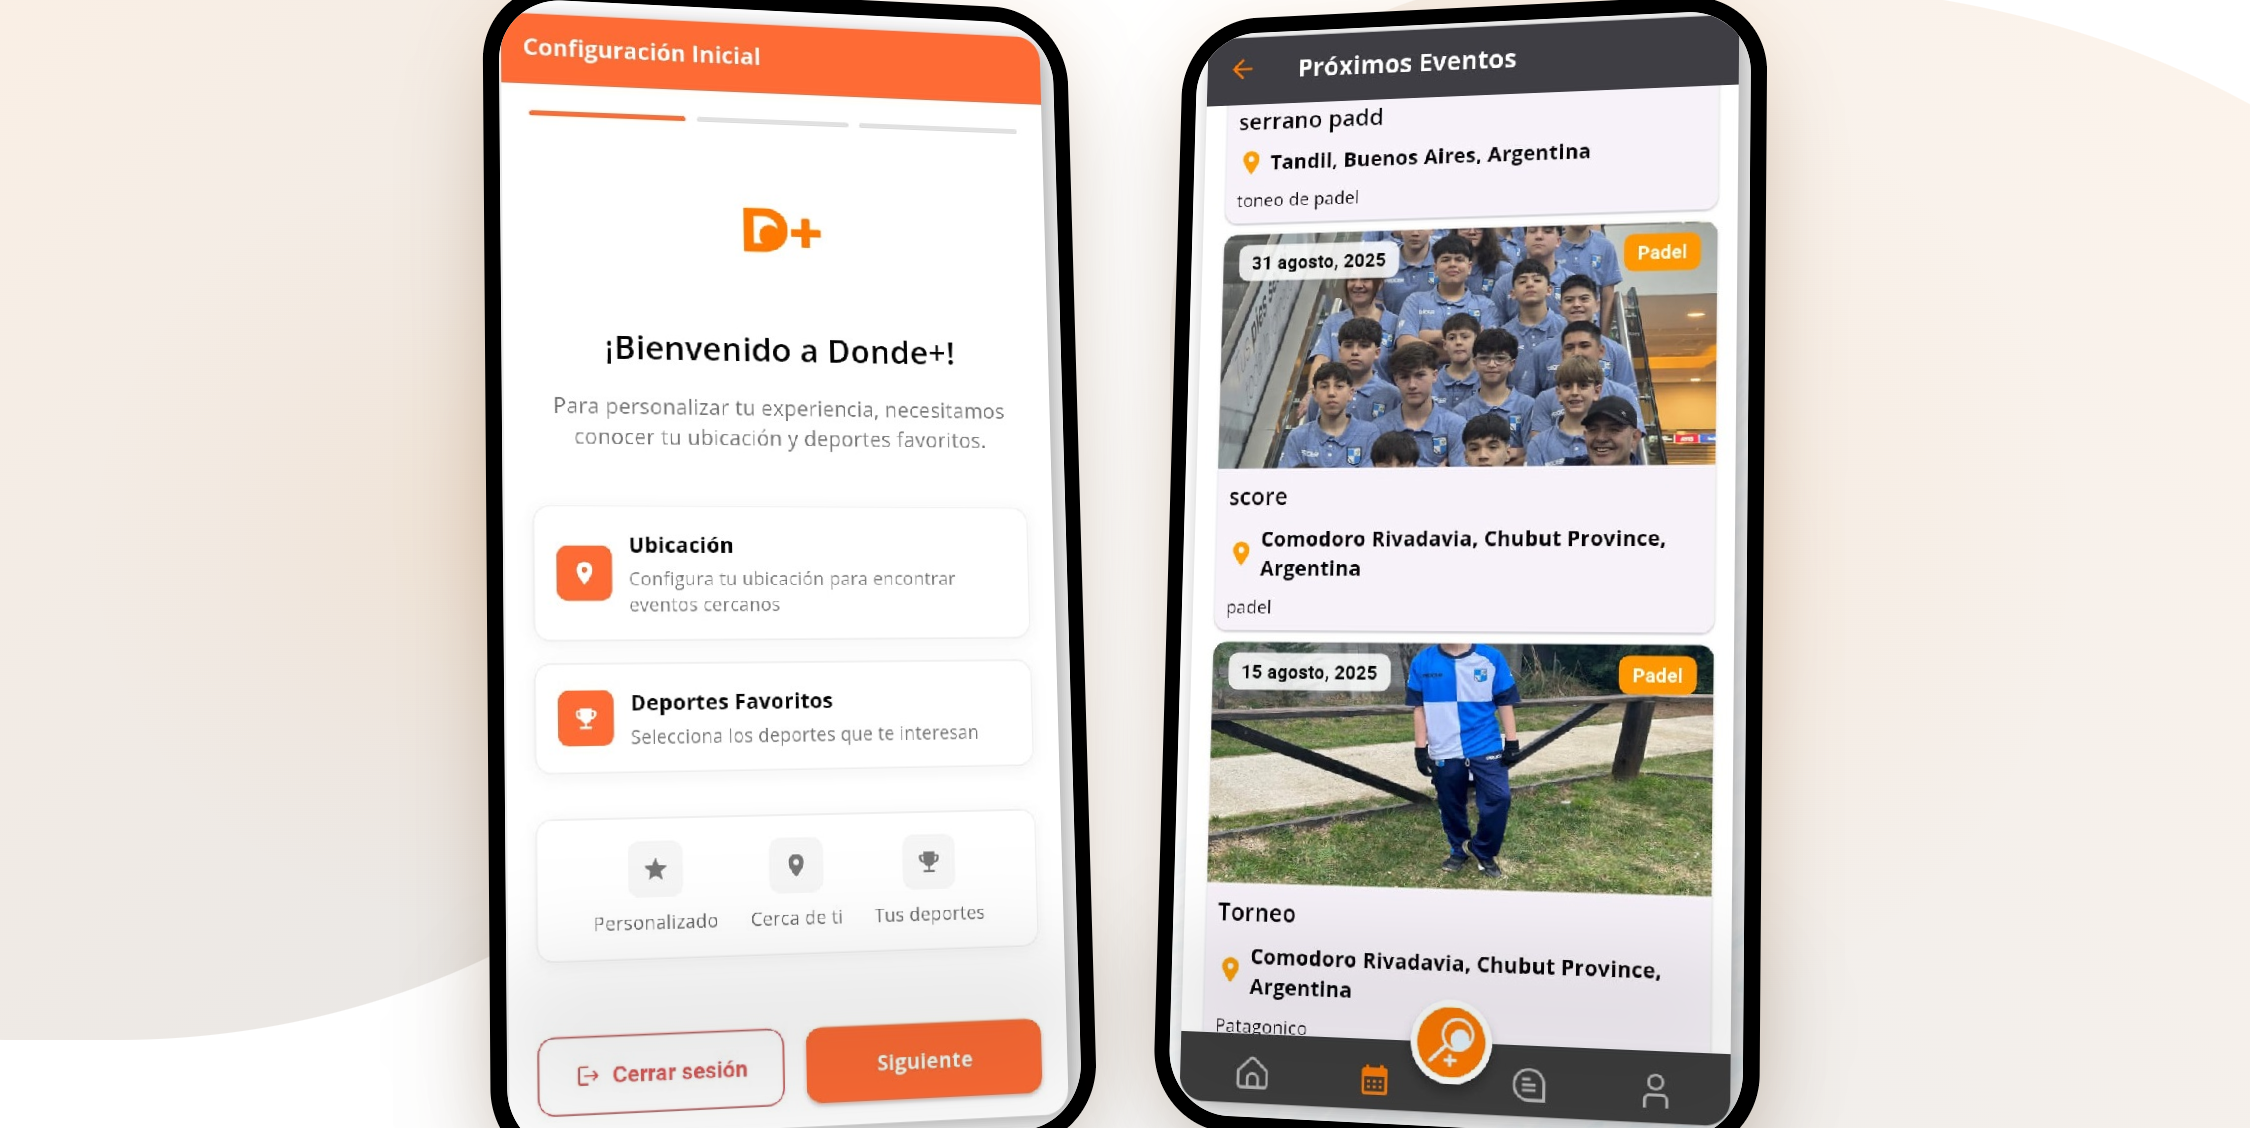 Configuración Inicial
D+
¡Bienvenido a Donde+!
Para personalizar tu experiencia, necesitamos
conocer tu ubicación y deportes favoritos.
Ubicación
Configura tu ubicación para encontrar
eventos cercanos
Deportes Favoritos
Selecciona los deportes que te interesan
Personalizado
Cerca de ti
Tus deportes
Cerrar sesión
Siguiente
Próximos Eventos
serrano padd
Tandil, Buenos Aires, Argentina
toneo de padel
31 agosto, 2025
Padel
score
Comodoro Rivadavia, Chubut Province,
Argentina
padel
15 agosto, 2025
Padel
Torneo
Comodoro Rivadavia, Chubut Province,
Argentina
Patagonico